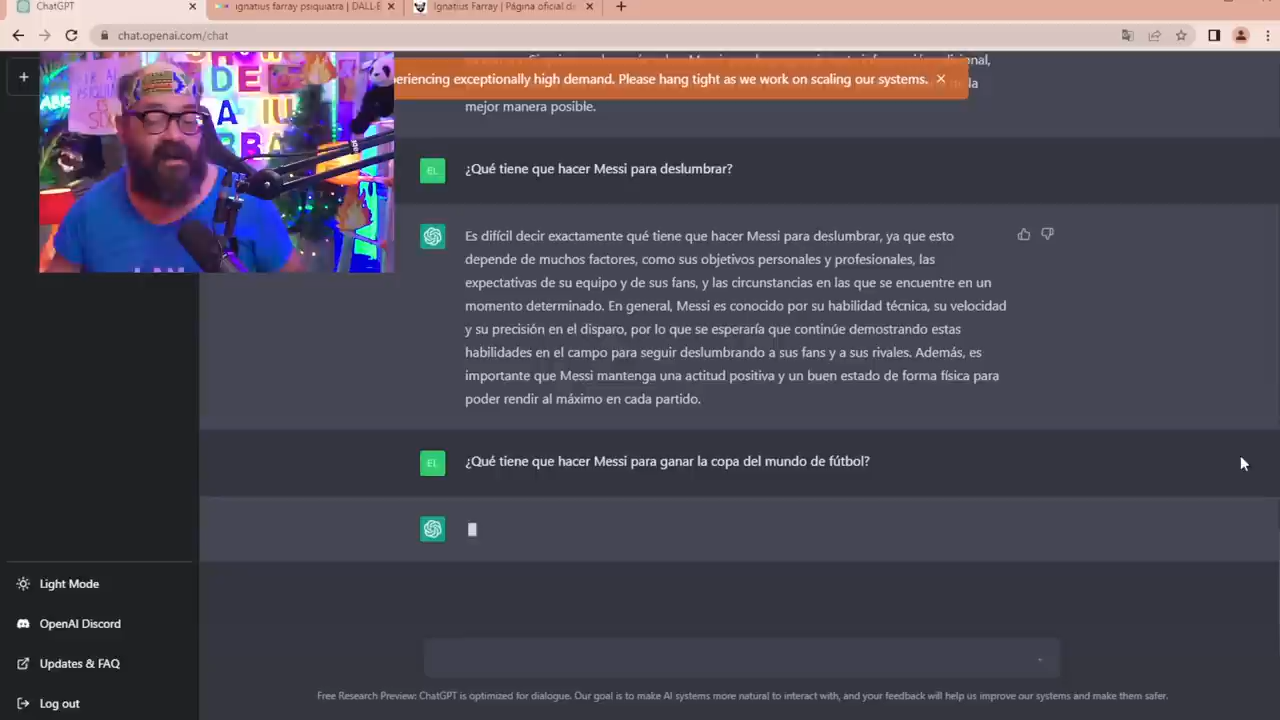 ChatGPT
ignatius farray psiquiatra | DALL·E
Ignatius Farray | Página oficial de
chat.openai.com/chat
periencing exceptionally high demand. Please hang tight as we work on scaling our systems.
la
mejor manera posible.
EL
¿Qué tiene que hacer Messi para deslumbrar?
Es difícil decir exactamente qué tiene que hacer Messi para deslumbrar, ya que esto
depende de muchos factores, como sus objetivos personales y profesionales, las
expectativas de su equipo y de sus fans, y las circunstancias en las que se encuentre en un
momento determinado. En general, Messi es conocido por su habilidad técnica, su velocidad
y su precisión en el disparo, por lo que se esperaría que continúe demostrando estas
habilidades en el campo para seguir deslumbrando a sus fans y a sus rivales. Además, es
importante que Messi mantenga una actitud positiva y un buen estado de forma física para
poder rendir al máximo en cada partido.
EL
¿Qué tiene que hacer Messi para ganar la copa del mundo de fútbol?
Light Mode
OpenAI Discord
Updates & FAQ
Log out
Free Research Preview: ChatGPT is optimized for dialogue. Our goal is to make AI systems more natural to interact with, and your feedback will help us improve our systems and make them safer.